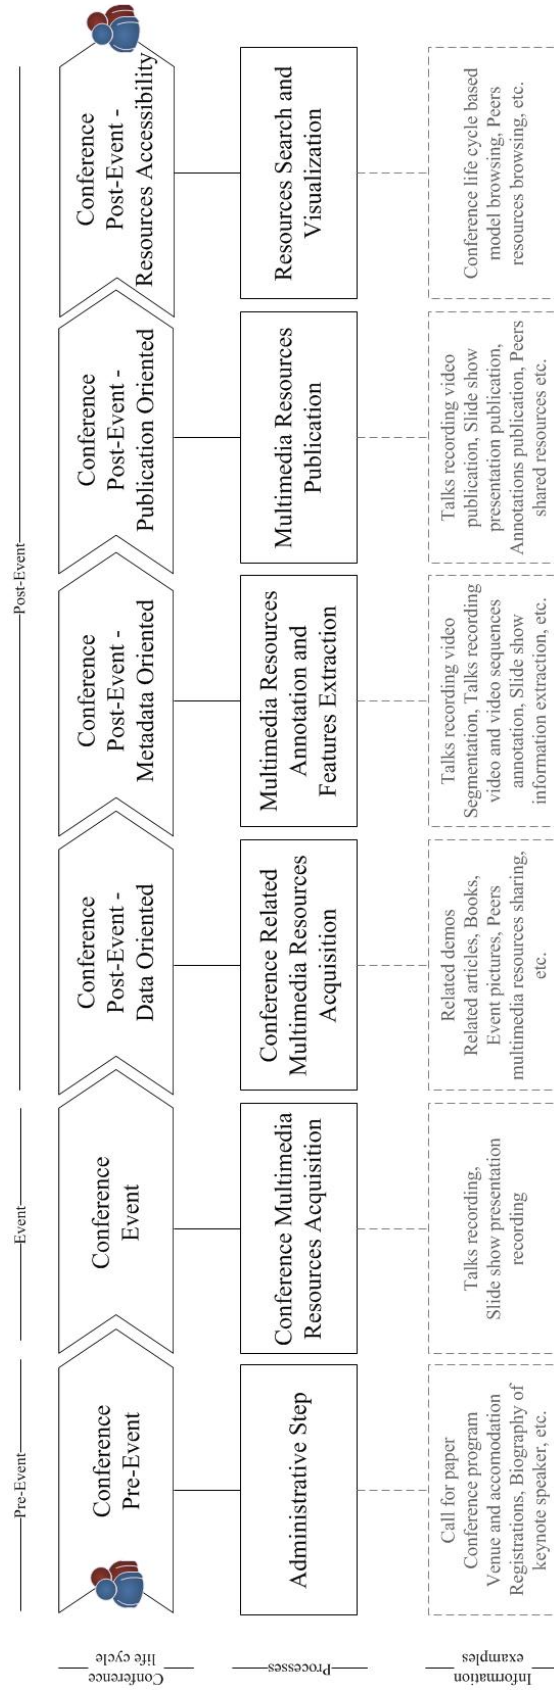 Pre-Event
Event
Post-Event
Conference
life cycle
Conference
Pre-Event
Conference
Event
Conference
Post-Event -
Data Oriented
Conference
Post-Event -
Metadata Oriented
Conference
Post-Event -
Publication Oriented
Conference
Post-Event -
Resources Accessibility
Processes
Administrative Step
Conference Multimedia
Resources Acquisition
Conference Related
Multimedia Resources
Acquisition
Multimedia Resources
Annotation and
Features Extraction
Multimedia Resources
Publication
Resources Search and
Visualization
Information
examples
Call for paper
Conference program
Venue and accomodation
Registrations, Biography of
keynote speaker, etc.
Talks recording,
Slide show presentation
recording
Related demos
Related articles, Books,
Event pictures, Peers
multimedia resources sharing,
etc.
Talks recording video
Segmentation, Talks recording
video and video sequences
annotation, Slide show
information extraction, etc.
Talks recording video
publication, Slide show
presentation publication,
Annotations publication, Peers
shared resources etc.
Conference life cycle based
model browsing, Peers
resources browsing, etc.